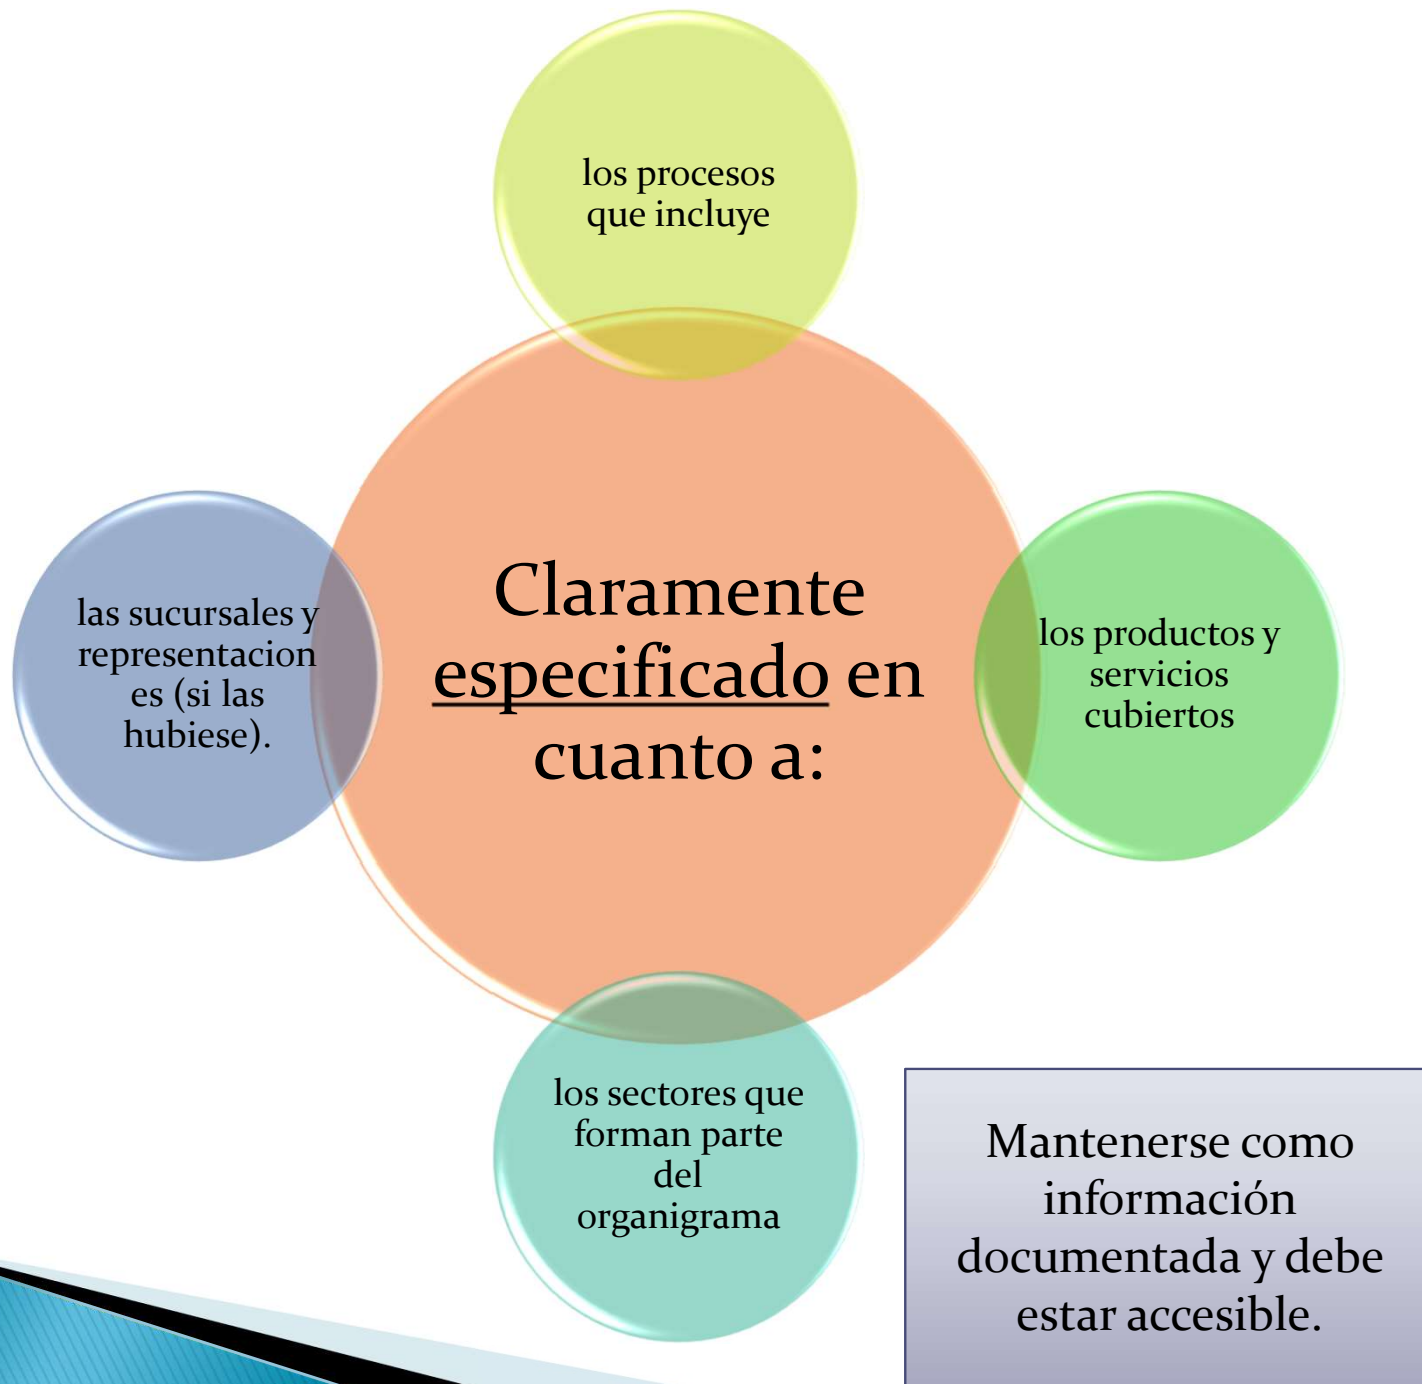 los procesos
que incluye
Claramente
especificado en
cuanto a:
las sucursales y
representacion
es (si las
hubiese).
los productos y
servicios
cubiertos
los sectores que
forman parte
del
organigrama
Mantenerse como
información
documentada y debe
estar accesible.